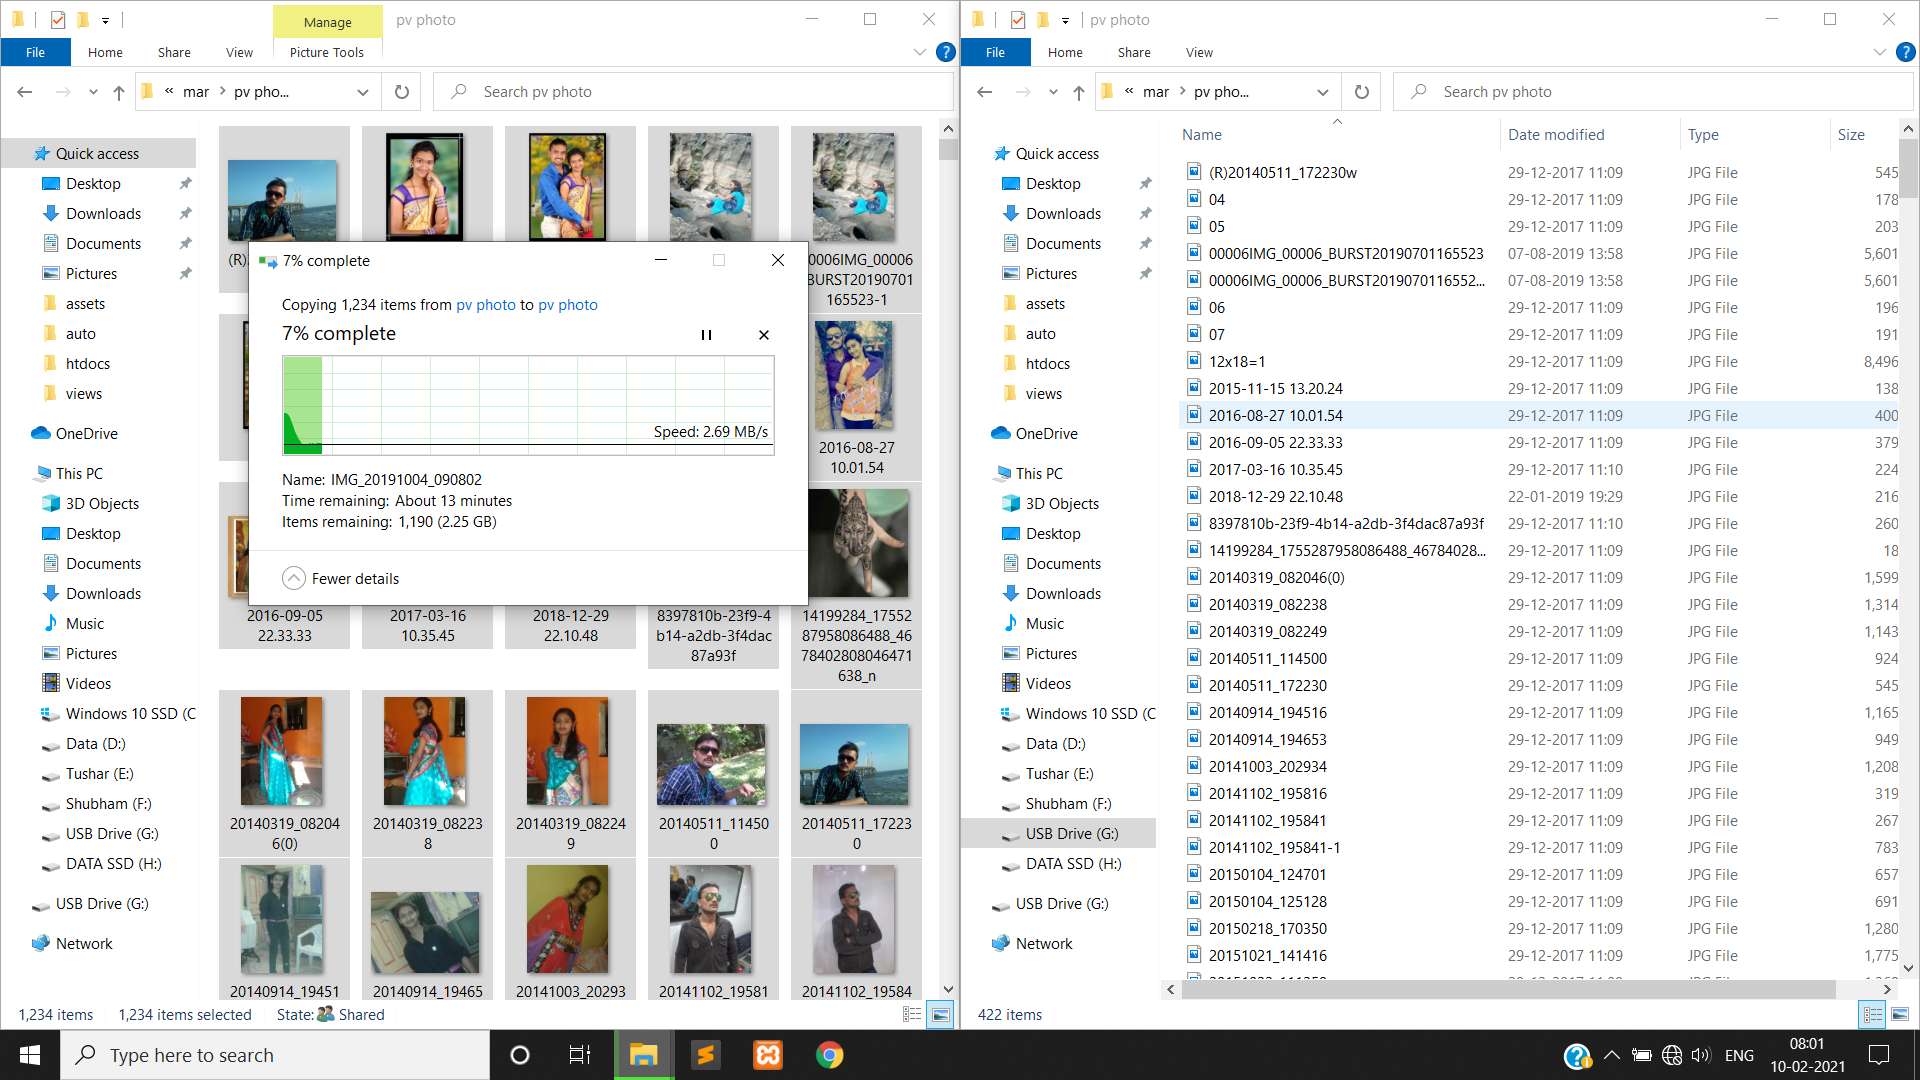 Manage
pv photo
File
Home
Share
View
Picture Tools
« mar › pv pho...
Search pv photo
Quick access
Desktop
Downloads
Documents
Pictures
assets
auto
htdocs
views
OneDrive
This PC
3D Objects
Desktop
Documents
Downloads
Music
Pictures
Videos
Windows 10 SSD (C
Data (D:)
Tushar (E:)
Shubham (F:)
USB Drive (G:)
DATA SSD (H:)
USB Drive (G:)
Network
(R)
0006IMG_00006
BURST20190701
165523-1
7% complete
Copying 1,234 items from pv photo to pv photo
7% complete
Speed: 2.69 MB/s
Name: IMG_20191004_090802
Time remaining: About 13 minutes
Items remaining: 1,190 (2.25 GB)
Fewer details
2016-08-27
10.01.54
2016-09-05
22.33.33
2017-03-16
10.35.45
2018-12-29
22.10.48
8397810b-23f9-4
b14-a2db-3f4dac
87a93f
14199284_17552
87958086488_46
78402808046471
638_n
20140319_08204
6(0)
20140319_08223
8
20140319_08224
9
20140511_11450
0
20140511_17223
0
20140914_19451
20140914_19465
20141003_20293
20141102_19581
20141102_19584
1,234 items
1,234 items selected
State: Shared
pv photo
File
Home
Share
View
« mar › pv pho...
Search pv photo
Quick access
Desktop
Downloads
Documents
Pictures
assets
auto
htdocs
views
OneDrive
This PC
3D Objects
Desktop
Documents
Downloads
Music
Pictures
Videos
Windows 10 SSD (C
Data (D:)
Tushar (E:)
Shubham (F:)
USB Drive (G:)
DATA SSD (H:)
USB Drive (G:)
Network
Name Date modified Type Size
(R)20140511_172230w 29-12-2017 11:09 JPG File 545
04 29-12-2017 11:09 JPG File 178
05 29-12-2017 11:09 JPG File 203
00006IMG_00006_BURST20190701165523 07-08-2019 13:58 JPG File 5,601
00006IMG_00006_BURST2019070116552... 07-08-2019 13:58 JPG File 5,601
06 29-12-2017 11:09 JPG File 196
07 29-12-2017 11:09 JPG File 191
12x18=1 29-12-2017 11:09 JPG File 8,496
2015-11-15 13.20.24 29-12-2017 11:09 JPG File 138
2016-08-27 10.01.54 29-12-2017 11:09 JPG File 400
2016-09-05 22.33.33 29-12-2017 11:09 JPG File 379
2017-03-16 10.35.45 29-12-2017 11:09 JPG File 224
2018-12-29 22.10.48 22-01-2019 19:29 JPG File 216
8397810b-23f9-4b14-a2db-3f4dac87a93f 29-12-2017 11:10 JPG File 260
14199284_1755287958086488_46784028... 29-12-2017 11:09 JPG File 18
20140319_082046(0) 29-12-2017 11:09 JPG File 1,599
20140319_082238 29-12-2017 11:09 JPG File 1,314
20140319_082249 29-12-2017 11:09 JPG File 1,143
20140511_114500 29-12-2017 11:09 JPG File 924
20140511_172230 29-12-2017 11:09 JPG File 545
20140914_194516 29-12-2017 11:09 JPG File 1,165
20140914_194653 29-12-2017 11:09 JPG File 949
20141003_202934 29-12-2017 11:09 JPG File 1,208
20141102_195816 29-12-2017 11:09 JPG File 319
20141102_195841 29-12-2017 11:09 JPG File 267
20141102_195841-1 29-12-2017 11:09 JPG File 783
20150104_124701 29-12-2017 11:09 JPG File 657
20150104_125128 29-12-2017 11:09 JPG File 691
20150218_170350 29-12-2017 11:09 JPG File 1,280
20151021_141416 29-12-2017 11:09 JPG File 1,775
422 items
Type here to search
ENG
08:01
10-02-2021